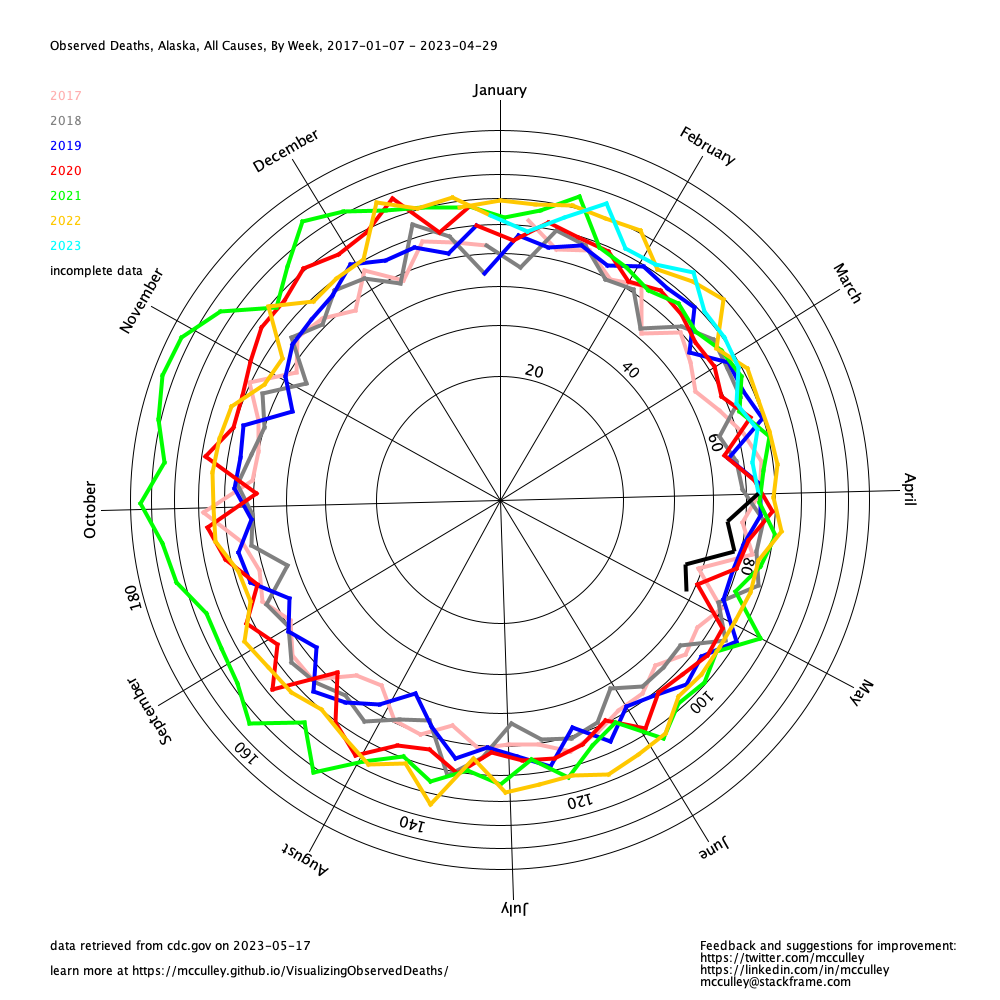 Observed Deaths, Alaska, All Causes, By Week, 2017-01-07 - 2023-04-29
2017
2018
2019
2020
2021
2022
2023
incomplete data
January
February
March
April
May
June
July
August
September
October
November
December
20
40
60
80
100
120
140
160
180
data retrieved from cdc.gov on 2023-05-17
learn more at https://mcculley.github.io/VisualizingObservedDeaths/
Feedback and suggestions for improvement:
https://twitter.com/mcculley
https://linkedin.com/in/mcculley
mcculley@stackframe.com